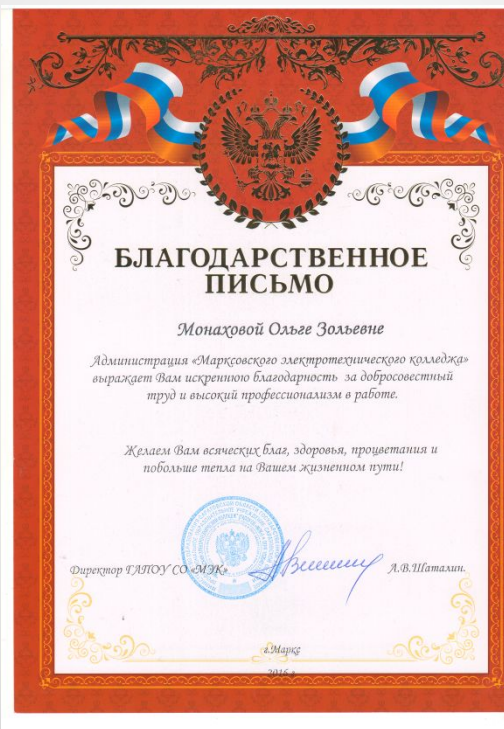 БЛАГОДАРСТВЕННОЕ
ПИСЬМО
Монаховой Ольге Зольевне
Администрация «Марксовского электротехнического колледжа»
выражает Вам искреннюю благодарность за добросовестный
труд и высокий профессионализм в работе.
Желаем Вам всяческих благ, здоровья, процветания и
побольше тепла на Вашем жизненном пути!
Директор ГАПОУ СО «МЭК»
А.В.Шаталин.
г.Маркс
2016 г